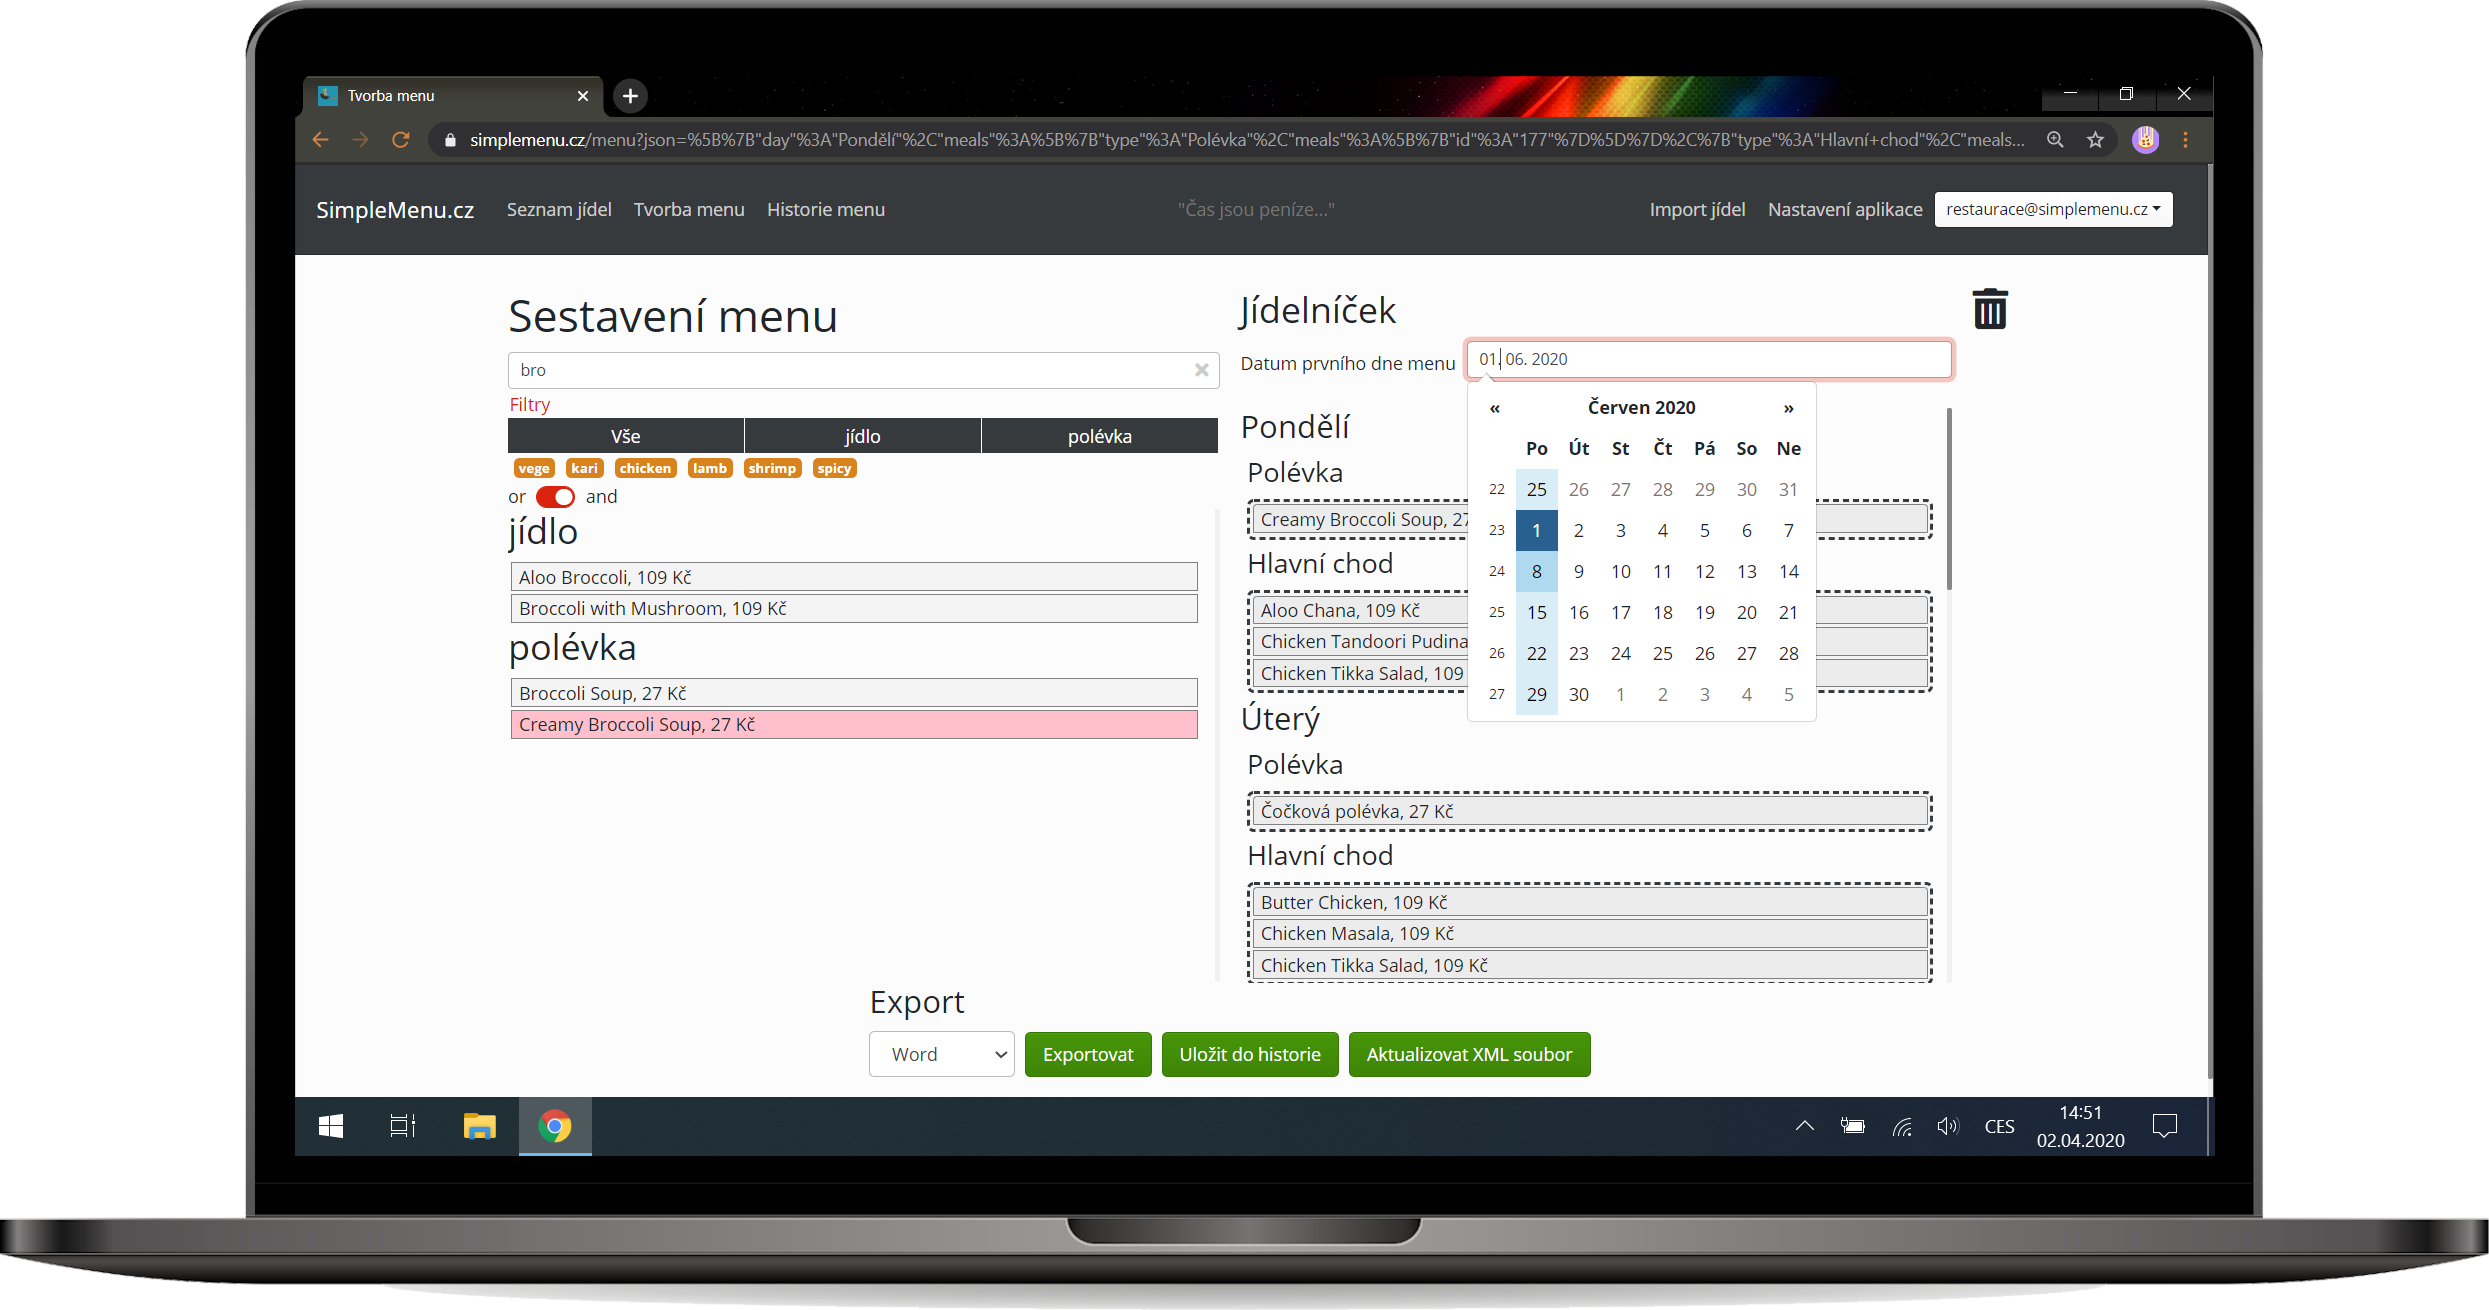 Tvorba menu
simplemenu.cz/menu?json=%5B%7B"day"%3A"Pondělí"%2C"meals"%3A%5B%7B"type"%3A"Polévka"%2C"meals"%3A%5B%7B"id"%3A"177"%7D%5D%7D%2C%7B"type"%3A"Hlavní+chod"%2C"meals...
SimpleMenu.cz Seznam jídel Tvorba menu Historie menu "Čas jsou peníze..." Import jídel Nastavení aplikace restaurace@simplemenu.cz
Sestavení menu
bro
Filtry
Vše jídlo polévka
vege kari chicken lamb shrimp spicy
or and
jídlo
Aloo Broccoli, 109 Kč
Broccoli with Mushroom, 109 Kč
polévka
Broccoli Soup, 27 Kč
Creamy Broccoli Soup, 27 Kč
Jídelníček
Datum prvního dne menu 01. 06. 2020
« Červen 2020 »
Po Út St Čt Pá So Ne
22 25 26 27 28 29 30 31
23 1 2 3 4 5 6 7
24 8 9 10 11 12 13 14
25 15 16 17 18 19 20 21
26 22 23 24 25 26 27 28
27 29 30 1 2 3 4 5
Pondělí
Polévka
Creamy Broccoli Soup, 27
Hlavní chod
Aloo Chana, 109 Kč
Chicken Tandoori Pudina
Chicken Tikka Salad, 109
Úterý
Polévka
Čočková polévka, 27 Kč
Hlavní chod
Butter Chicken, 109 Kč
Chicken Masala, 109 Kč
Chicken Tikka Salad, 109 Kč
Export
Word Exportovat Uložit do historie Aktualizovat XML soubor
CES
14:51
02.04.2020